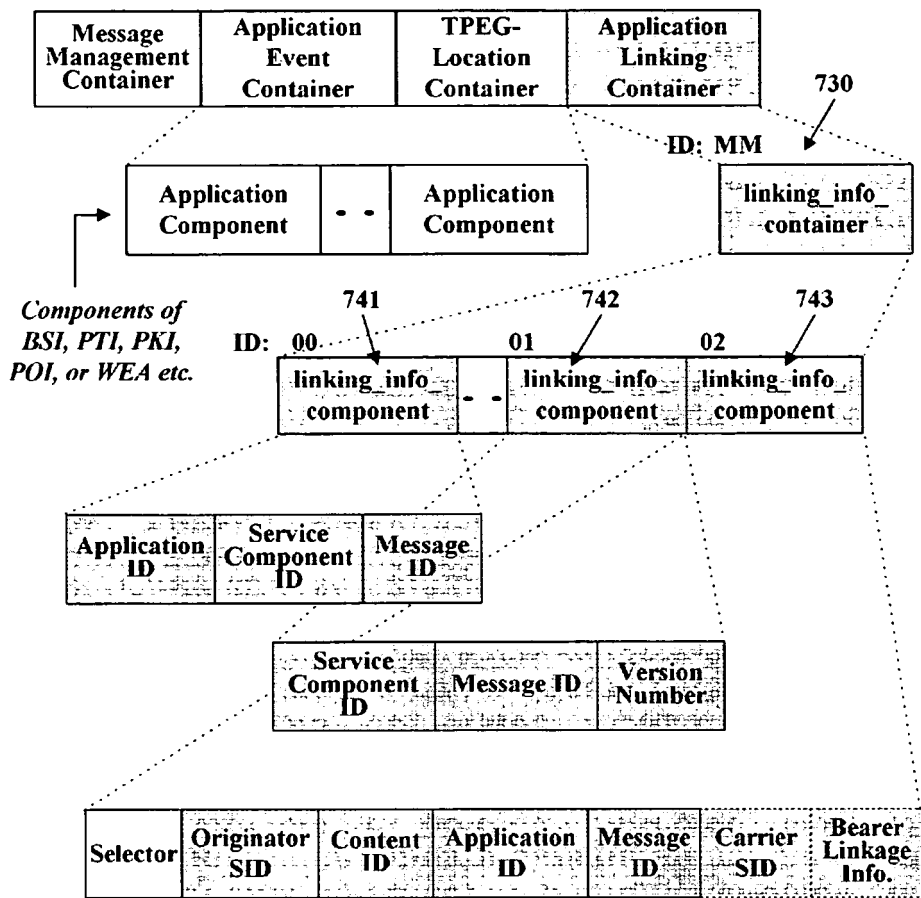 Message
Management
Container
Application
Event
Container
TPEG-
Location
Container
Application
Linking
Container
730
ID: MM
Application
Component
- -
Application
Component
linking_info_
container
Components of
BSI, PTI, PKI,
POI, or WEA etc.
741
742
743
ID: 00
01
02
linking_info_
component
- -
linking_info_
component
linking_info_
component
Application
ID
Service
Component
ID
Message
ID
Service
Component
ID
Message ID
Version
Number
Selector
Originator
SID
Content
ID
Application
ID
Message
ID
Carrier
SID
Bearer
Linkage
Info.